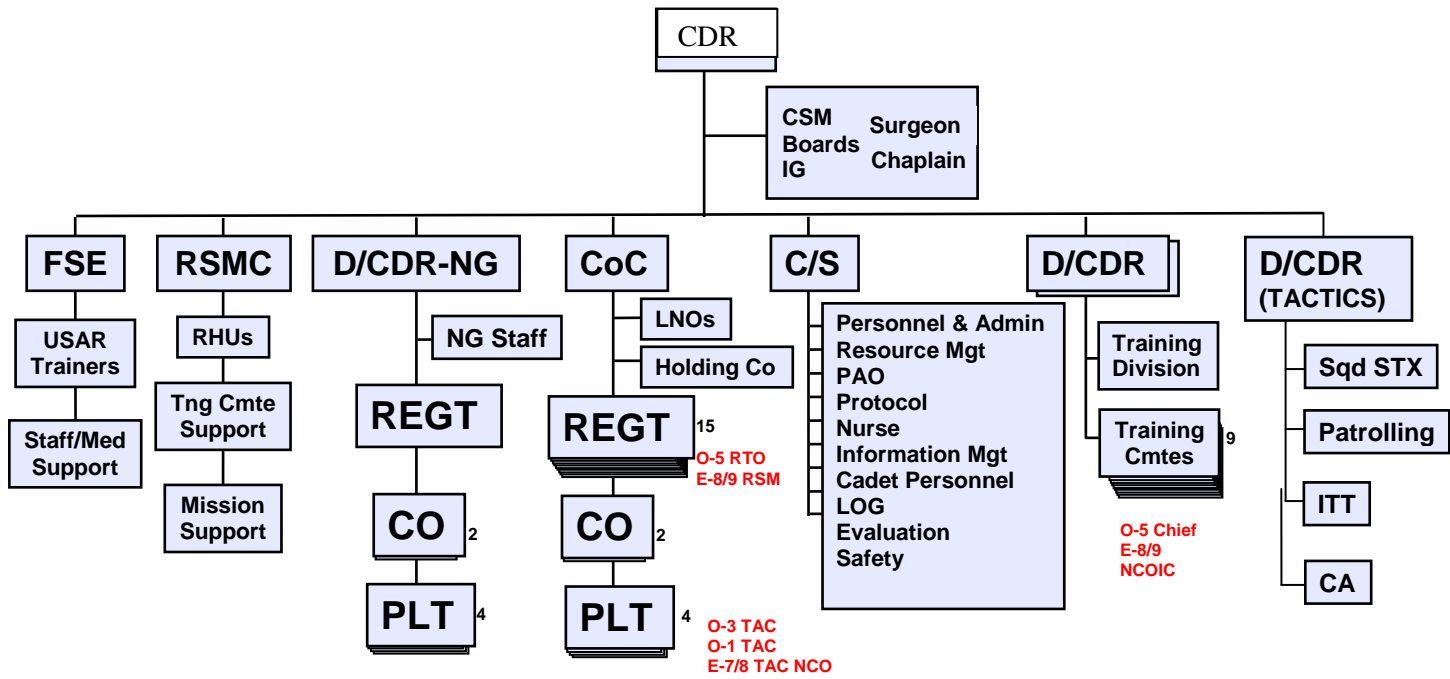 CDR
CSM
Boards
IG
Surgeon
Chaplain
FSE
USAR
Trainers
Staff/Med
Support
RSMC
RHUs
Tng Cmte
Support
Mission
Support
D/CDR-NG
NG Staff
REGT
CO
2
PLT
4
CoC
LNOs
Holding Co
REGT
15
O-5 RTO
E-8/9 RSM
CO
2
PLT
4
O-3 TAC
O-1 TAC
E-7/8 TAC NCO
C/S
Personnel & Admin
Resource Mgt
PAO
Protocol
Nurse
Information Mgt
Cadet Personnel
LOG
Evaluation
Safety
D/CDR
Training
Division
Training
Cmtes
9
O-5 Chief
E-8/9
NCOIC
D/CDR
(TACTICS)
Sqd STX
Patrolling
ITT
CA